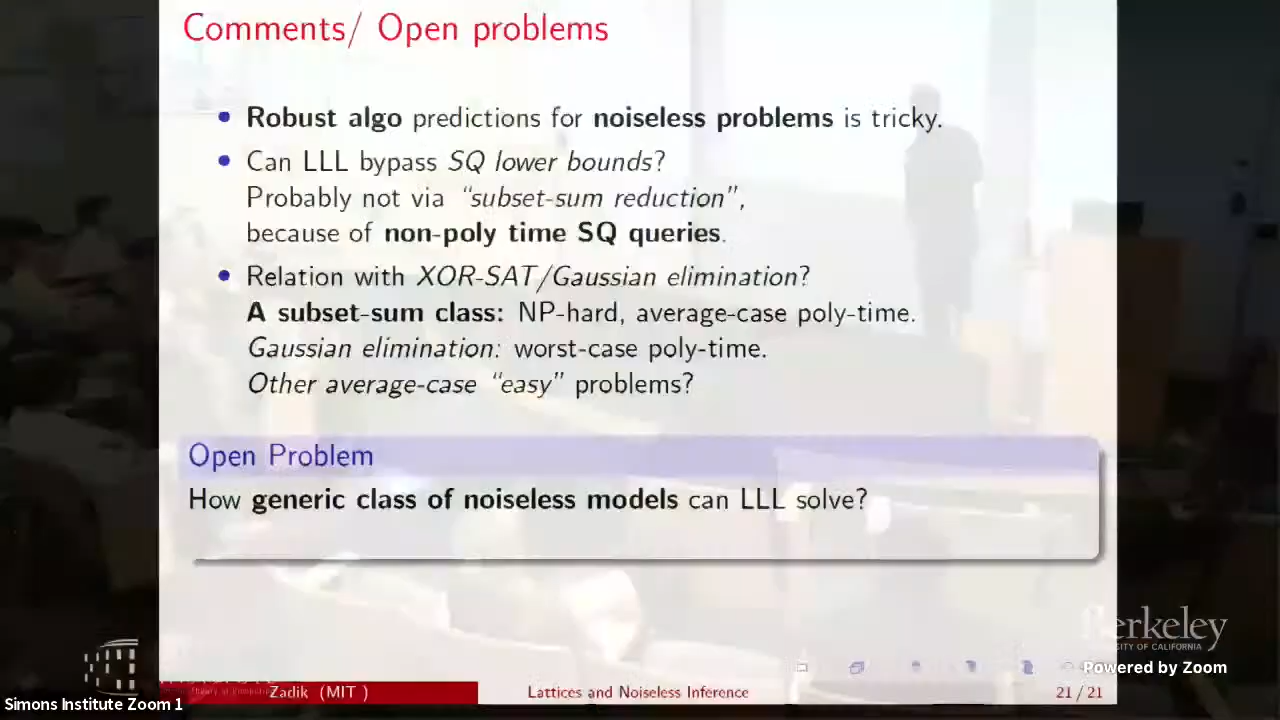 Comments/ Open problems
Robust algo predictions for noiseless problems is tricky.
Can LLL bypass SQ lower bounds?
Probably not via "subset-sum reduction",
because of non-poly time SQ queries.
Relation with XOR-SAT/Gaussian elimination?
A subset-sum class: NP-hard, average-case poly-time.
Gaussian elimination: worst-case poly-time.
Other average-case "easy" problems?
Open Problem
How generic class of noiseless models can LLL solve?
Berkeley
OF CALIFORNIA
Powered by Zoom
Zadik (MIT )
Lattices and Noiseless Inference
21 / 21
Simons Institute Zoom 1